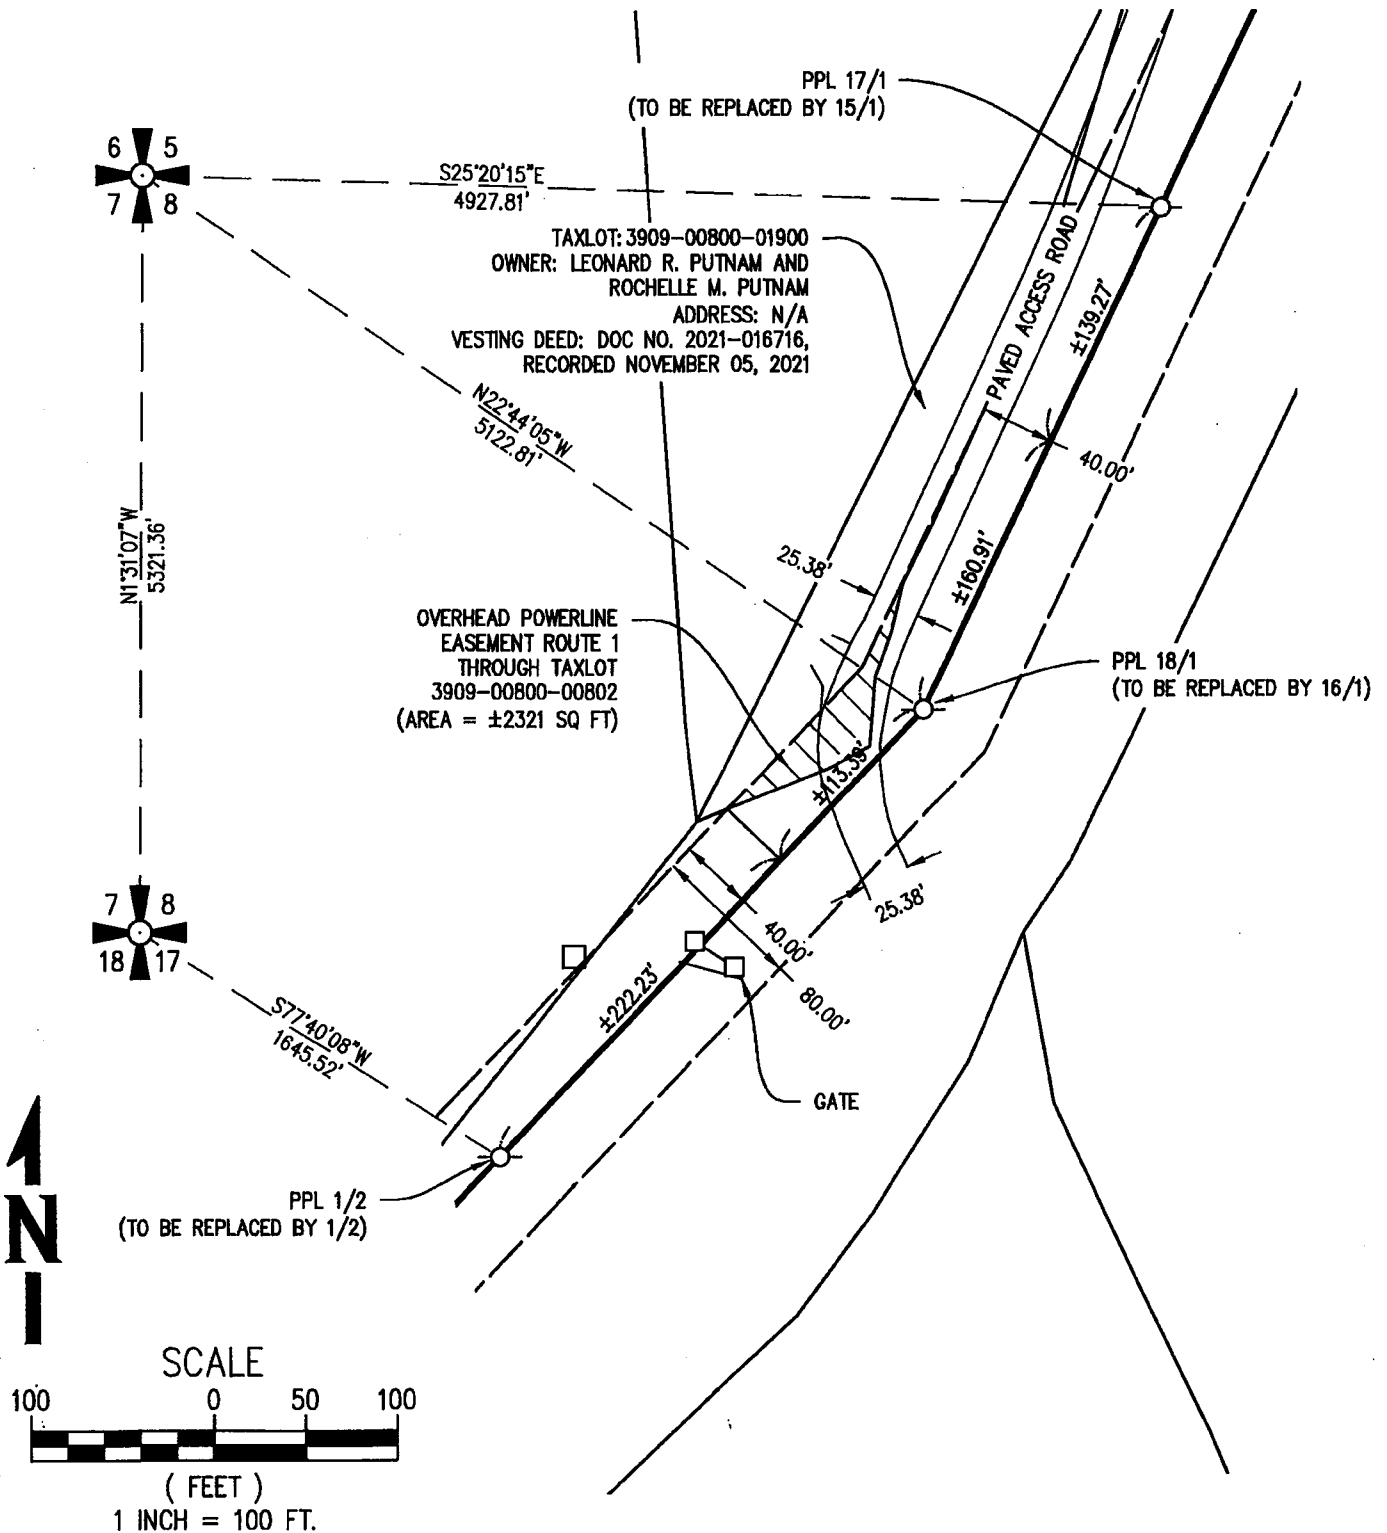 PPL 17/1
(TO BE REPLACED BY 15/1)
6 5
7 8
S25°20'15"E
4927.81'
TAXLOT: 3909-00800-01900
OWNER: LEONARD R. PUTNAM AND
ROCHELLE M. PUTNAM
ADDRESS: N/A
VESTING DEED: DOC NO. 2021-016716,
RECORDED NOVEMBER 05, 2021
PAVED ACCESS ROAD
±139.27'
N22°44'05"W
5122.81'
40.00'
N1°31'07"W
5321.36'
25.38'
±160.91'
OVERHEAD POWERLINE
EASEMENT ROUTE 1
THROUGH TAXLOT
3909-00800-00802
(AREA = ±2321 SQ FT)
PPL 18/1
(TO BE REPLACED BY 16/1)
±113.39'
25.38'
7 8
18 17
40.00'
80.00'
±222.23'
S77°40'08"W
1645.52'
GATE
PPL 1/2
(TO BE REPLACED BY 1/2)
N
SCALE
100 0 50 100
( FEET )
1 INCH = 100 FT.